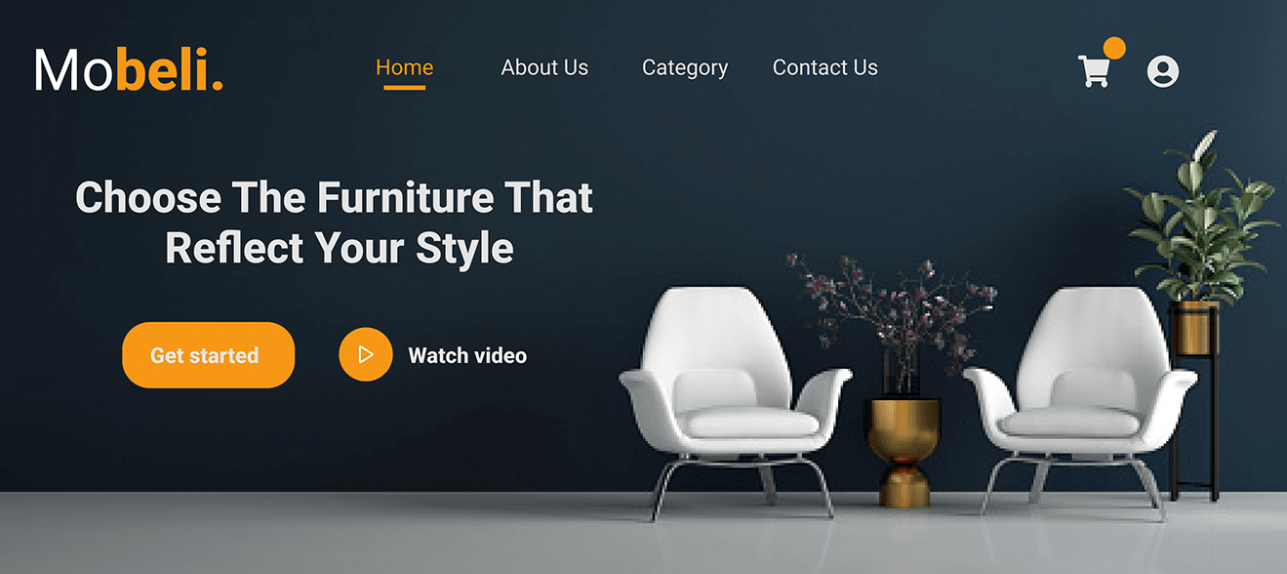 Mobeli.
Home About Us Category Contact Us
Choose The Furniture That
Reflect Your Style
Get started Watch video